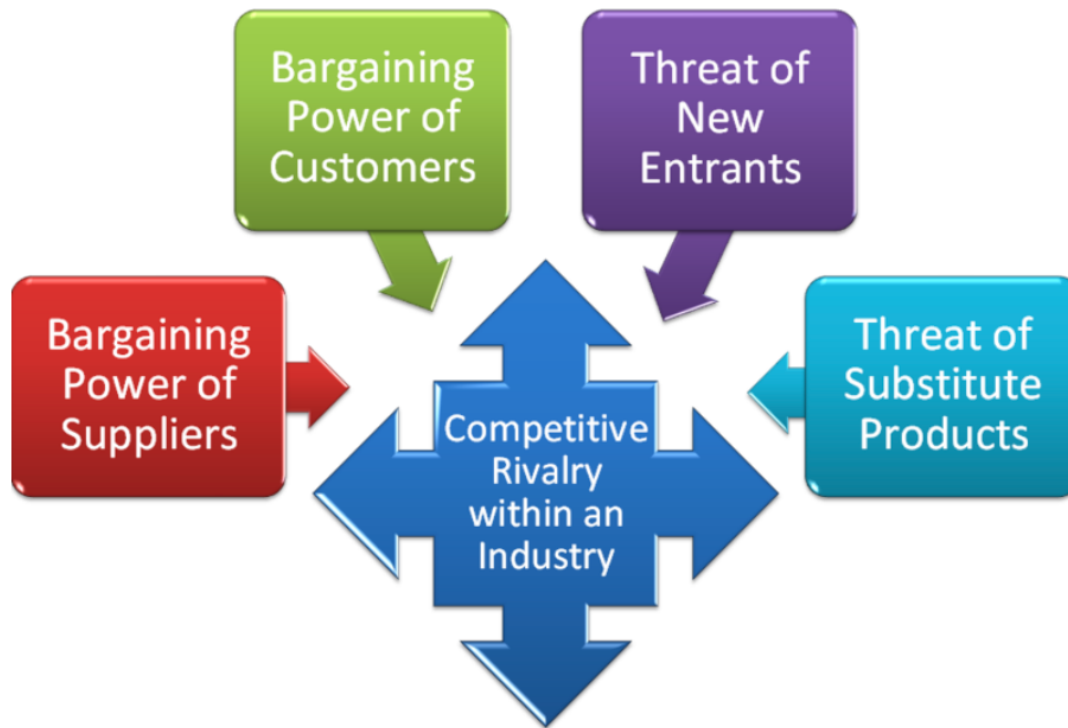 Bargaining
Power of
Customers
Threat of
New
Entrants
Bargaining
Power of
Suppliers
Threat of
Substitute
Products
Competitive
Rivalry
within an
Industry